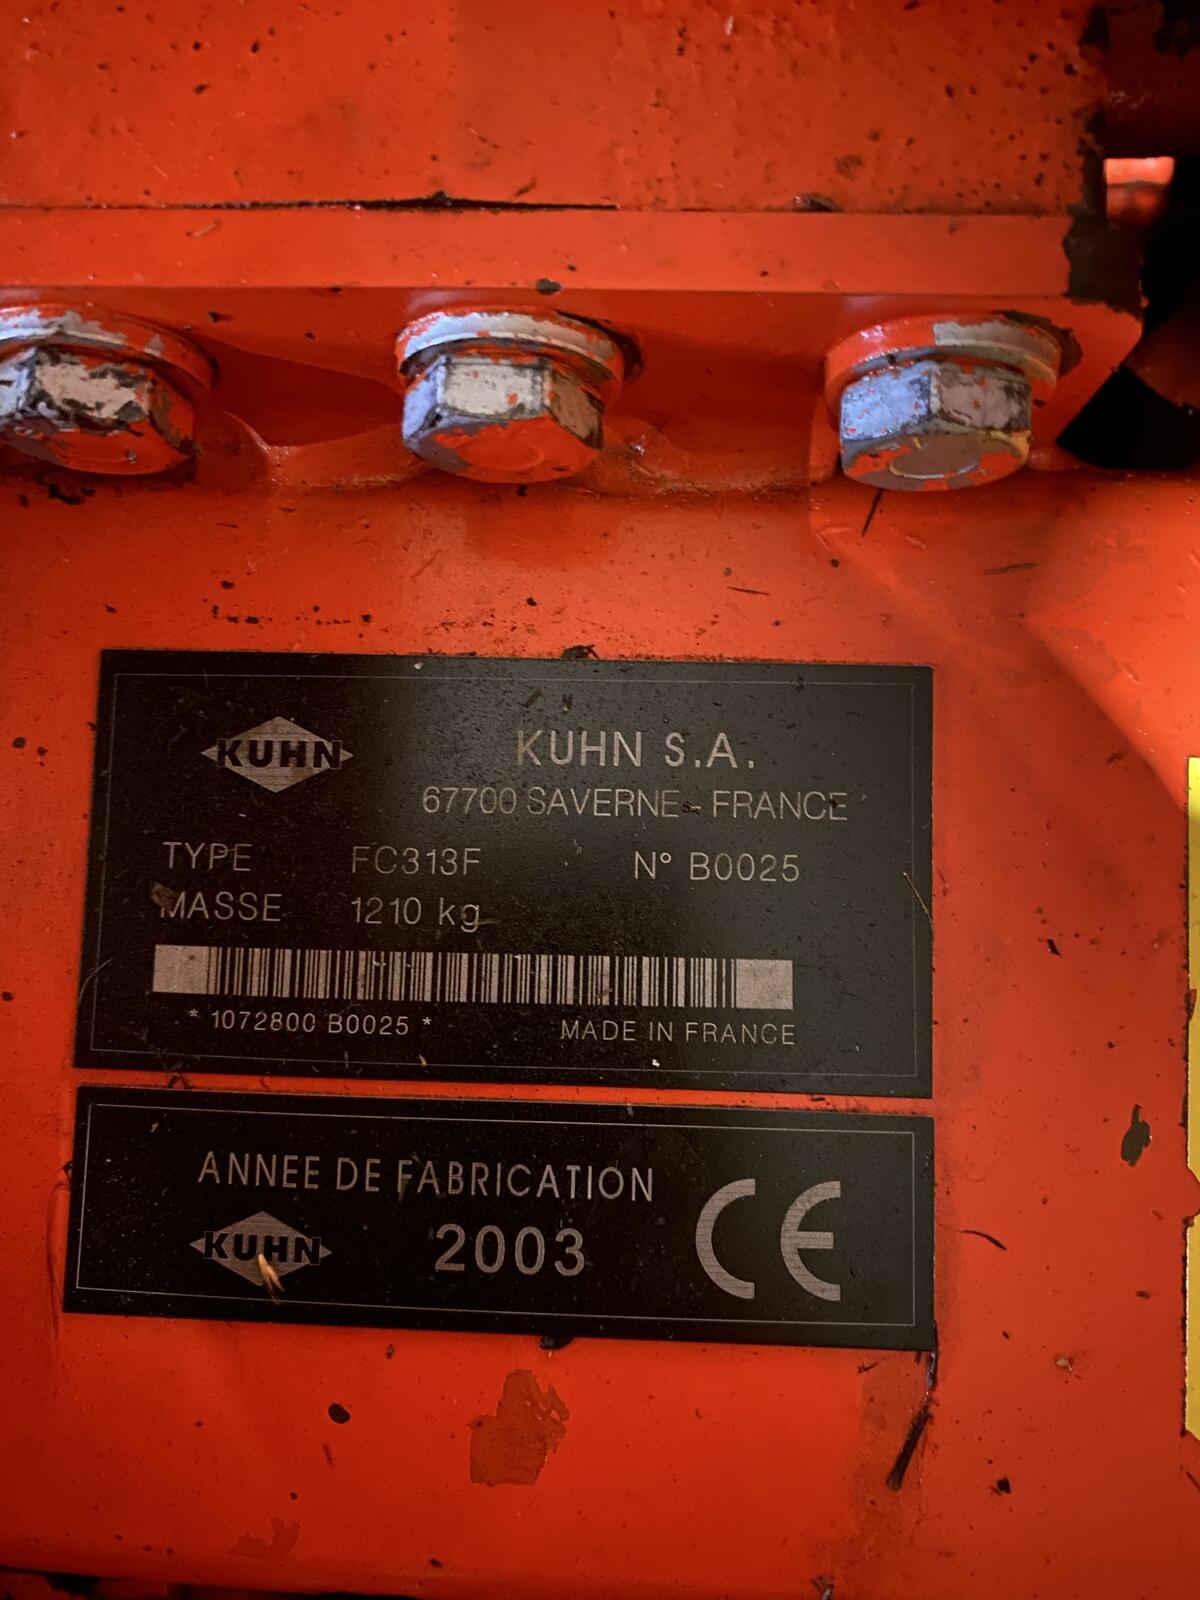 KUHN
KUHN S.A.
67700 SAVERNE - FRANCE
TYPE FC313F N° B0025
MASSE 1210 kg
* 1072800 B0025 * MADE IN FRANCE
ANNEE DE FABRICATION
KUHN 2003 CE